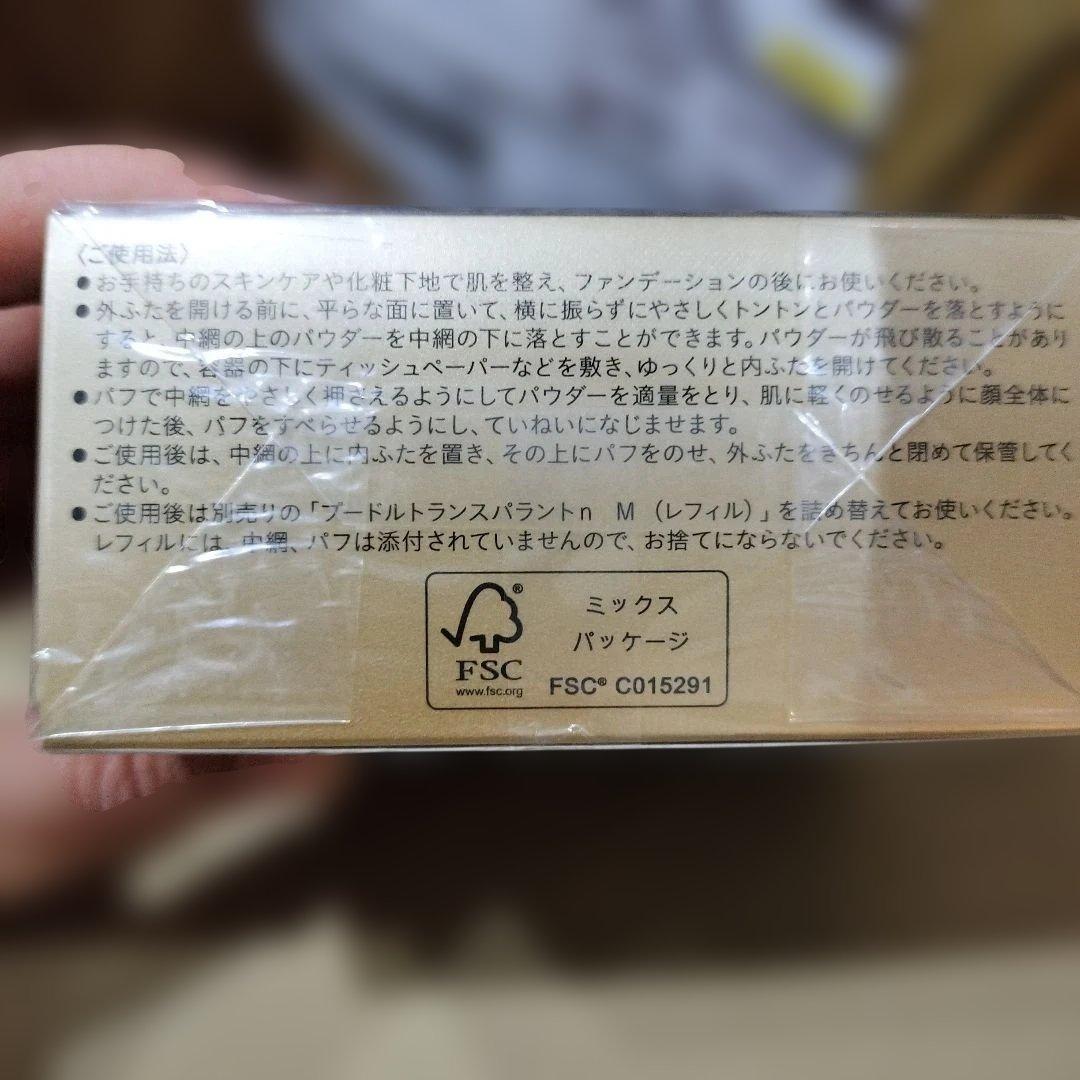 〈ご使用法〉
●お手持ちのスキンケアや化粧下地で肌を整え、ファンデーションの後にお使いください。
●外ふたを開ける前に、平らな面に置いて、横に振らずにやさしくトントンとパウダーを落とすように
すると、中網の上のパウダーを中網の下に落とすことができます。パウダーが飛び散ることがあり
ますので、容器の下にティッシュペーパーなどを敷き、ゆっくりと内ふたを開けてください。
●パフで中網をやさしく押さえるようにしてパウダーを適量をとり、肌に軽くのせるように顔全体に
つけた後、パフをすべらせるようにし、ていねいになじませます。
●ご使用後は、中網の上に内ふたを置き、その上にパフをのせ、外ふたをきちんと閉めて保管してく
ださい。
●ご使用後は別売りの「プードルトランスパラントn M （レフィル）」を詰め替えてお使いください。
レフィルには、中網、パフは添付されていませんので、お捨てにならないでください。
ミックス
パッケージ
FSC®
www.fsc.org
FSC® C015291